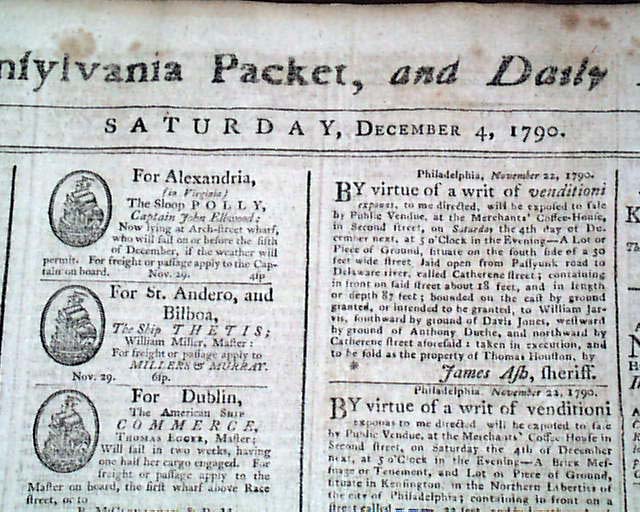 nſylvania Packet, and Daily
SATURDAY, DECEMBER 4, 1790.
For Alexandria,
(in Virginia)
The Sloop POLLY,
Captain John Ellwood:
Now lying at Arch-ſtreet wharf,
who will ſail on or before the fifth
of December, if the weather will
permit. For freight or paſſage apply to the Cap-
tain on board. Nov. 29.
For St. Andero, and
Bilboa,
The Ship THETIS;
William Miller, Maſter:
For freight or paſſage apply to
MILLERS & MURRAY.
Nov. 29. 6tp.
For Dublin,
The American Ship
COMMERCE,
THOMAS EGGER, Maſter;
Will ſail in two weeks, having
one half her cargo engaged. For
freight or paſſage apply to the
Maſter on board, the firſt wharf above Race
ſtreet, or to
Philadelphia, November 22, 1790.
BY virtue of a writ of venditioni
exponas, to me directed, will be expoſed to ſale
by Public Vendue, at the Merchants' Coffee-Houſe,
in Second ſtreet, on Saturday the 4th day of De-
cember next, at 5 o'Clock in the Evening—A Lot or
Piece of Ground, ſituate on the ſouth ſide of a 50
feet wide ſtreet, laid open from Paſſyunk road to
Delaware river, called Catherene ſtreet; containing
in front on ſaid ſtreet about 18 feet, and in length
or depth 87 feet; bounded on the eaſt by ground
granted, or intended to be granted, to William Jar-
vis, ſouthward by ground of Davis Jones, weſtward
by ground of Anthony Duche, and northward by
Catherene ſtreet aforeſaid: taken in execution, and
to be ſold as the property of Thomas Houſton, by
James Aſh, ſheriff.
Philadelphia, November 22, 1790.
BY virtue of a writ of venditioni
exponas to me directed, will be expoſed to ſale
by Public Vendue, at the Merchants' Coffee Houſe in
Second ſtreet, on Saturday the 4th of December
next, at 5 o'Clock in the Evening—A Brick Meſ-
ſuage or Tenement, and Lot or Piece of Ground,
ſituate in Kenſington, in the Northern Liberties of
the city of Philadelphia; containing in front on a
ſtreet called 22 feet, and in